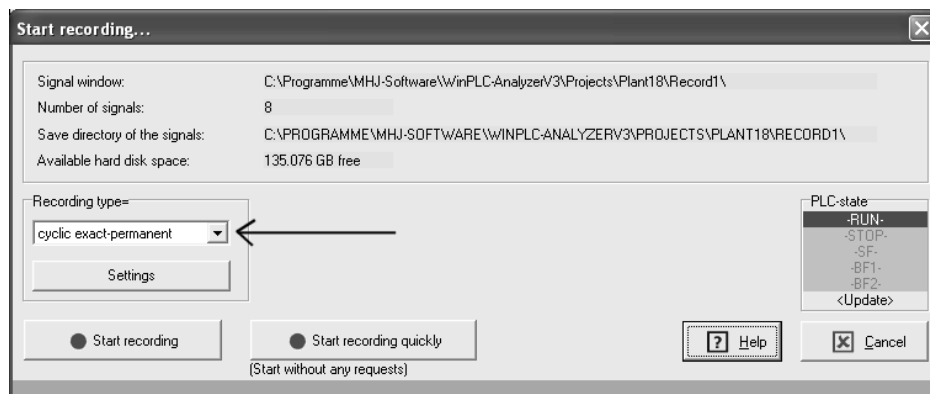 Start recording...
Signal window: C:\Programme\MHJ-Software\WinPLC-AnalyzerV3\Projects\Plant18\Record1\
Number of signals: 8
Save directory of the signals: C:\PROGRAMME\MHJ-SOFTWARE\WINPLC-ANALYZERV3\PROJECTS\PLANT18\RECORD1\
Available hard disk space: 135.076 GB free
Recording type=
cyclic exact-permanent
Settings
PLC-state
-RUN-
-STOP-
-SF-
-BF1-
-BF2-
<Update>
Start recording
Start recording quickly
(Start without any requests)
Help
Cancel